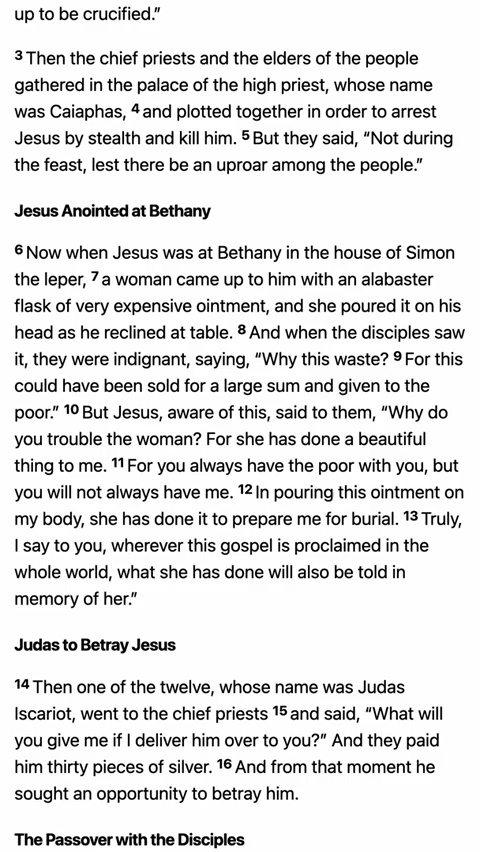 up to be crucified.”
3 Then the chief priests and the elders of the people
gathered in the palace of the high priest, whose name
was Caiaphas, 4 and plotted together in order to arrest
Jesus by stealth and kill him. 5 But they said, “Not during
the feast, lest there be an uproar among the people.”
Jesus Anointed at Bethany
6 Now when Jesus was at Bethany in the house of Simon
the leper, 7 a woman came up to him with an alabaster
flask of very expensive ointment, and she poured it on his
head as he reclined at table. 8 And when the disciples saw
it, they were indignant, saying, “Why this waste? 9 For this
could have been sold for a large sum and given to the
poor.” 10 But Jesus, aware of this, said to them, “Why do
you trouble the woman? For she has done a beautiful
thing to me. 11 For you always have the poor with you, but
you will not always have me. 12 In pouring this ointment on
my body, she has done it to prepare me for burial. 13 Truly,
I say to you, wherever this gospel is proclaimed in the
whole world, what she has done will also be told in
memory of her.”
Judas to Betray Jesus
14 Then one of the twelve, whose name was Judas
Iscariot, went to the chief priests 15 and said, “What will
you give me if I deliver him over to you?” And they paid
him thirty pieces of silver. 16 And from that moment he
sought an opportunity to betray him.
The Passover with the Disciples